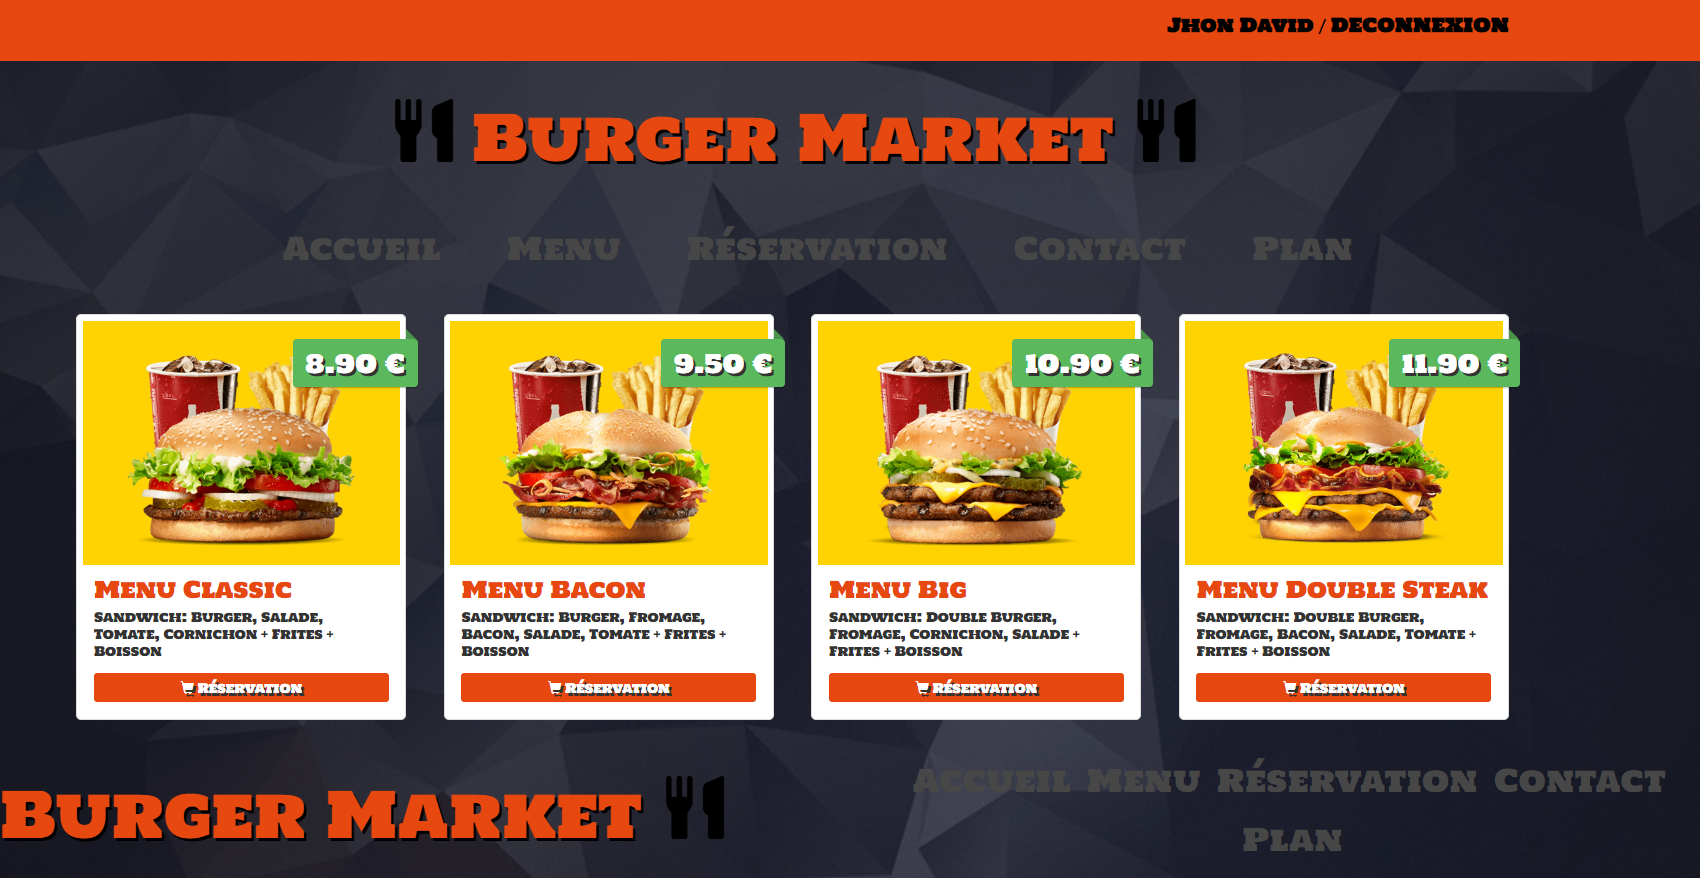 Jhon David / DECONNEXION
Burger Market
Accueil Menu Réservation Contact Plan
8.90 €
9.50 €
10.90 €
11.90 €
Menu Classic
Sandwich: Burger, Salade,
Tomate, Cornichon + Frites +
Boisson
Réservation
Menu Bacon
Sandwich: Burger, Fromage,
Bacon, Salade, Tomate + Frites +
Boisson
Réservation
Menu Big
Sandwich: Double Burger,
Fromage, Cornichon, Salade +
Frites + Boisson
Réservation
Menu Double Steak
Sandwich: Double Burger,
Fromage, Bacon, Salade, Tomate +
Frites + Boisson
Réservation
Burger Market
Accueil Menu Réservation Contact
Plan